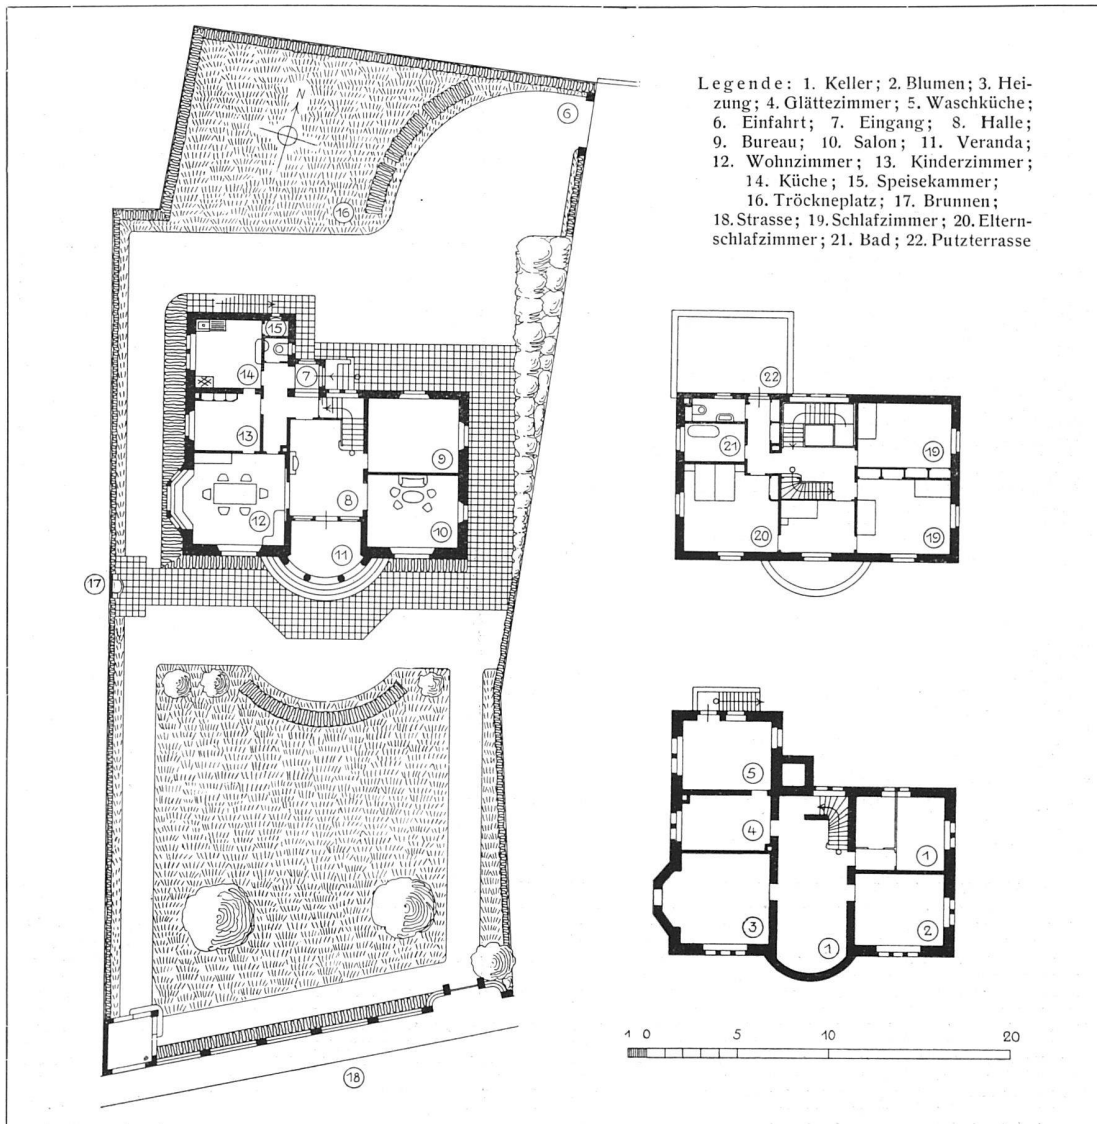 Legende: 1. Keller; 2. Blumen; 3. Hei-
zung; 4. Glättezimmer; 5. Waschküche;
6. Einfahrt; 7. Eingang; 8. Halle;
9. Bureau; 10. Salon; 11. Veranda;
12. Wohnzimmer; 13. Kinderzimmer;
14. Küche; 15. Speisekammer;
16. Tröckneplatz; 17. Brunnen;
18. Strasse; 19. Schlafzimmer; 20. Eltern-
schlafzimmer; 21. Bad; 22. Putzterrasse
N
6
16
15
14
7
13
9
8
12
10
11
17
18
22
21
19
20
19
5
4
1
3
1
2
1 0 5 10 20